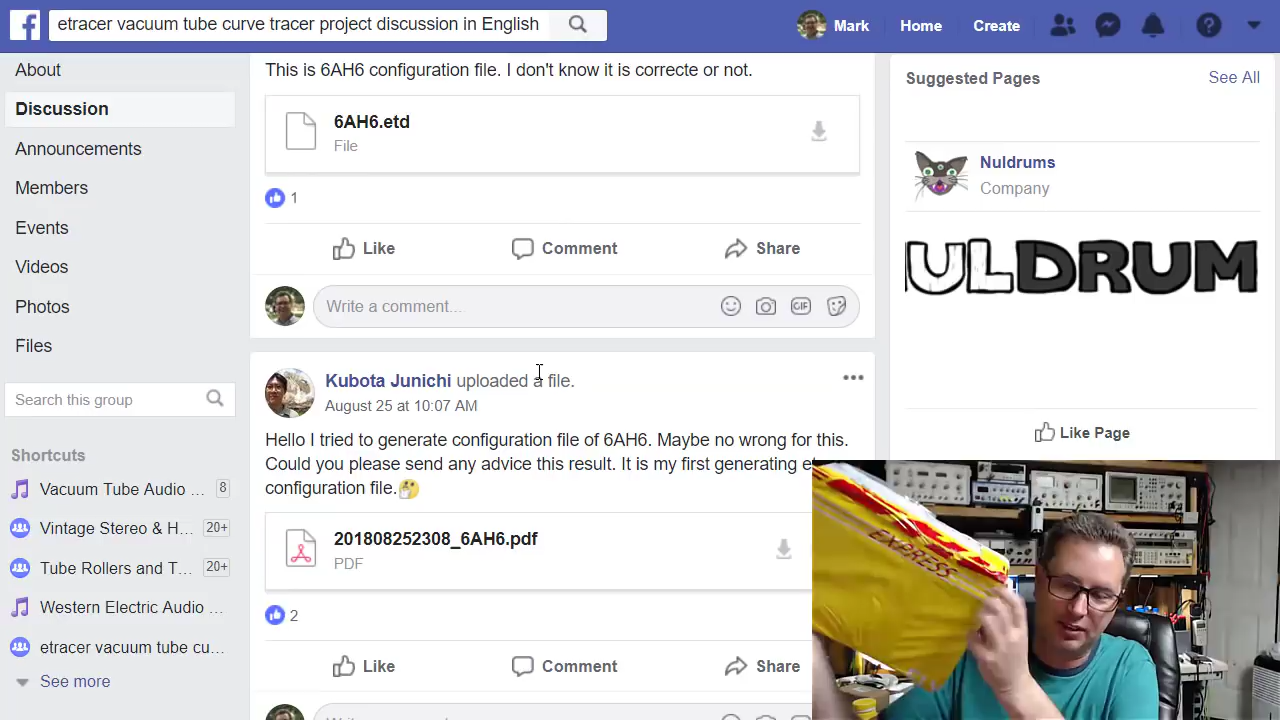 etracer vacuum tube curve tracer project discussion in English
Mark
Home
Create
About
Discussion
Announcements
Members
Events
Videos
Photos
Files
Search this group
Shortcuts
Vacuum Tube Audio ...
8
Vintage Stereo & H...
20+
Tube Rollers and T...
20+
Western Electric Audio ...
etracer vacuum tube cu...
See more
This is 6AH6 configuration file. I don't know it is correcte or not.
6AH6.etd
File
1
Like
Comment
Share
Write a comment...
GIF
Kubota Junichi uploaded a file.
August 25 at 10:07 AM
Hello I tried to generate configuration file of 6AH6. Maybe no wrong for this.
Could you please send any advice this result. It is my first generating e
configuration file.
201808252308_6AH6.pdf
PDF
2
Like
Comment
Share
Suggested Pages
See All
Nuldrums
Company
ULDRUM
Like Page
EXPRESS